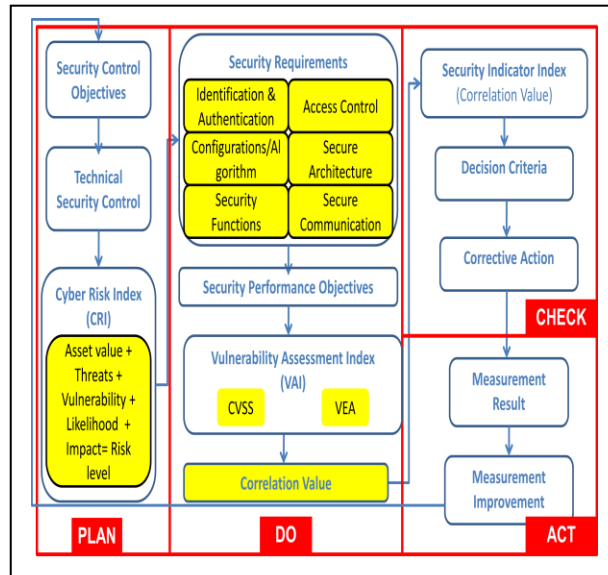 Security Control
Objectives
Technical
Security Control
Cyber Risk Index
(CRI)
Asset value +
Threats +
Vulnerability +
Likelihood +
Impact= Risk
level
PLAN
Security Requirements
Identification &
Authentication
Access Control
Configurations/Al
gorithm
Secure
Architecture
Security
Functions
Secure
Communication
Security Performance Objectives
Vulnerability Assessment Index
(VAI)
CVSS
VEA
Correlation Value
DO
Security Indicator Index
(Correlation Value)
Decision Criteria
Corrective Action
CHECK
Measurement
Result
Measurement
Improvement
ACT